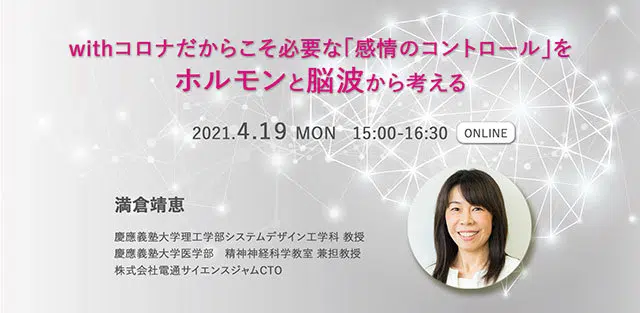 withコロナだからこそ必要な「感情のコントロール」を
ホルモンと脳波から考える
2021.4.19 MON 15:00-16:30 ONLINE
満倉靖恵
慶應義塾大学理工学部システムデザイン工学科 教授
慶應義塾大学医学部　精神神経科学教室 兼担教授
株式会社電通サイエンスジャムCTO